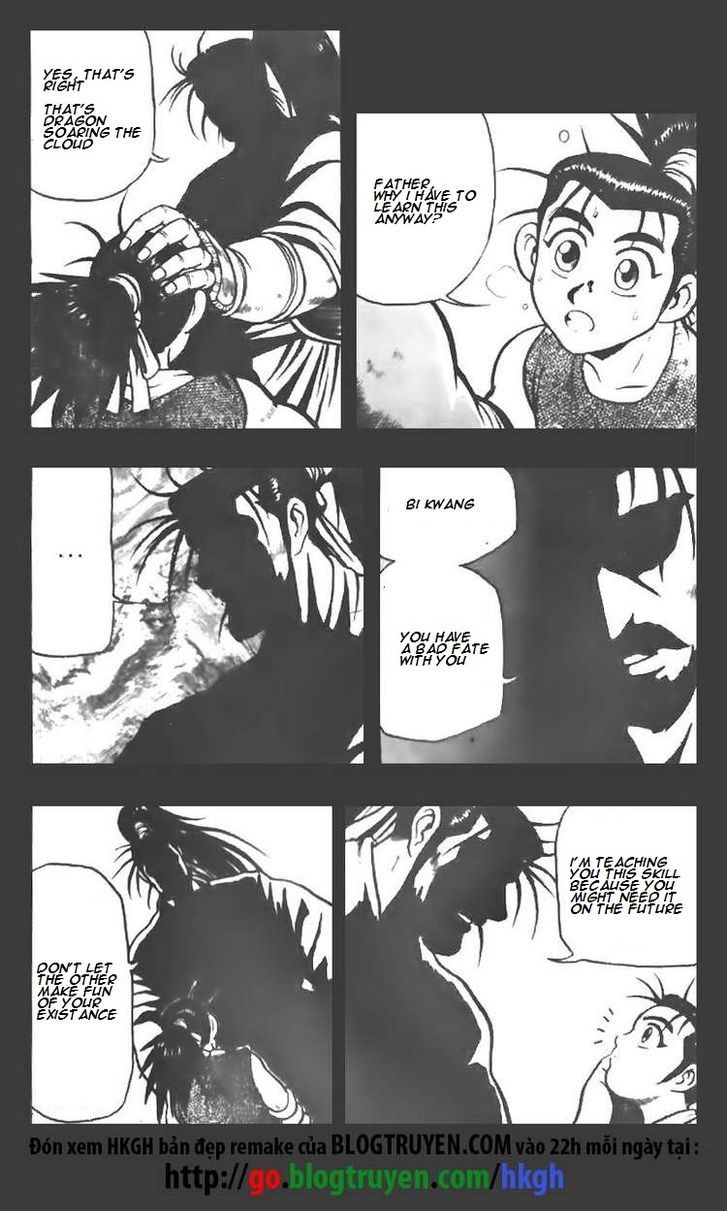 YES, THAT'S
RIGHT
THAT'S
DRAGON
SOARING THE
CLOUD
FATHER,
WHY I HAVE TO
LEARN THIS
ANYWAY?
...
BI KWANG
YOU HAVE
A BAD FATE
WITH YOU
DON'T LET
THE OTHER
MAKE FUN
OF YOUR
EXISTANCE
I'M TEACHING
YOU THIS SKILL
BECAUSE YOU
MIGHT NEED IT
ON THE FUTURE
Đón xem HKGH bản đẹp remake của BLOGTRUYEN.COM vào 22h mỗi ngày tại :
http://go.blogtruyen.com/hkgh